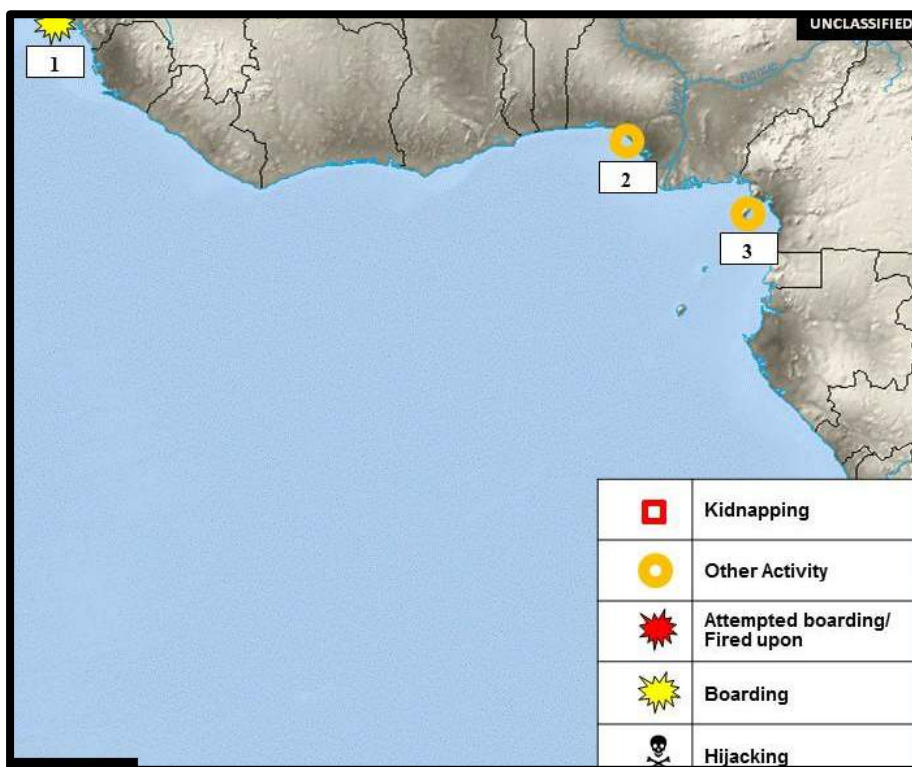 UNCLASSIFIED
1
2
3
Kidnapping
Other Activity
Attempted boarding/
Fired upon
Boarding
Hijacking